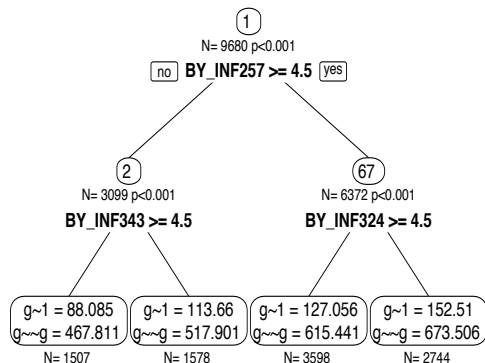 1
N= 9680 p<0.001
no BY_INF257 >= 4.5 yes
2 67
N= 3099 p<0.001 N= 6372 p<0.001
BY_INF343 >= 4.5 BY_INF324 >= 4.5
g~1 = 88.085 g~1 = 113.66 g~1 = 127.056 g~1 = 152.51
g~~g = 467.811 g~~g = 517.901 g~~g = 615.441 g~~g = 673.506
N= 1507 N= 1578 N= 3598 N= 2744